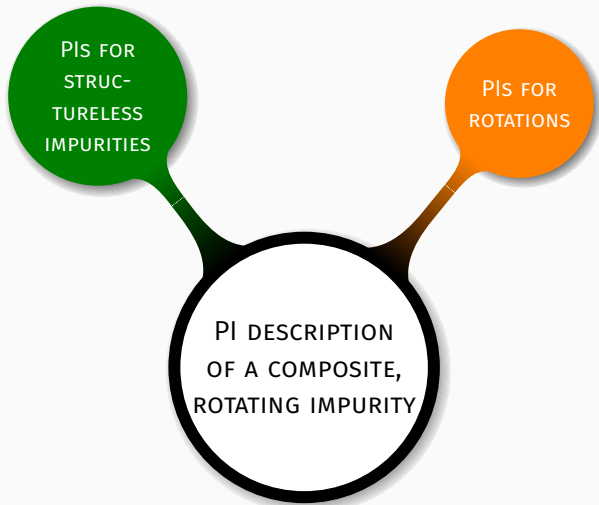 PIs for
struc-
tureless
impurities
PIs for
rotations
PI description
of a composite,
rotating impurity